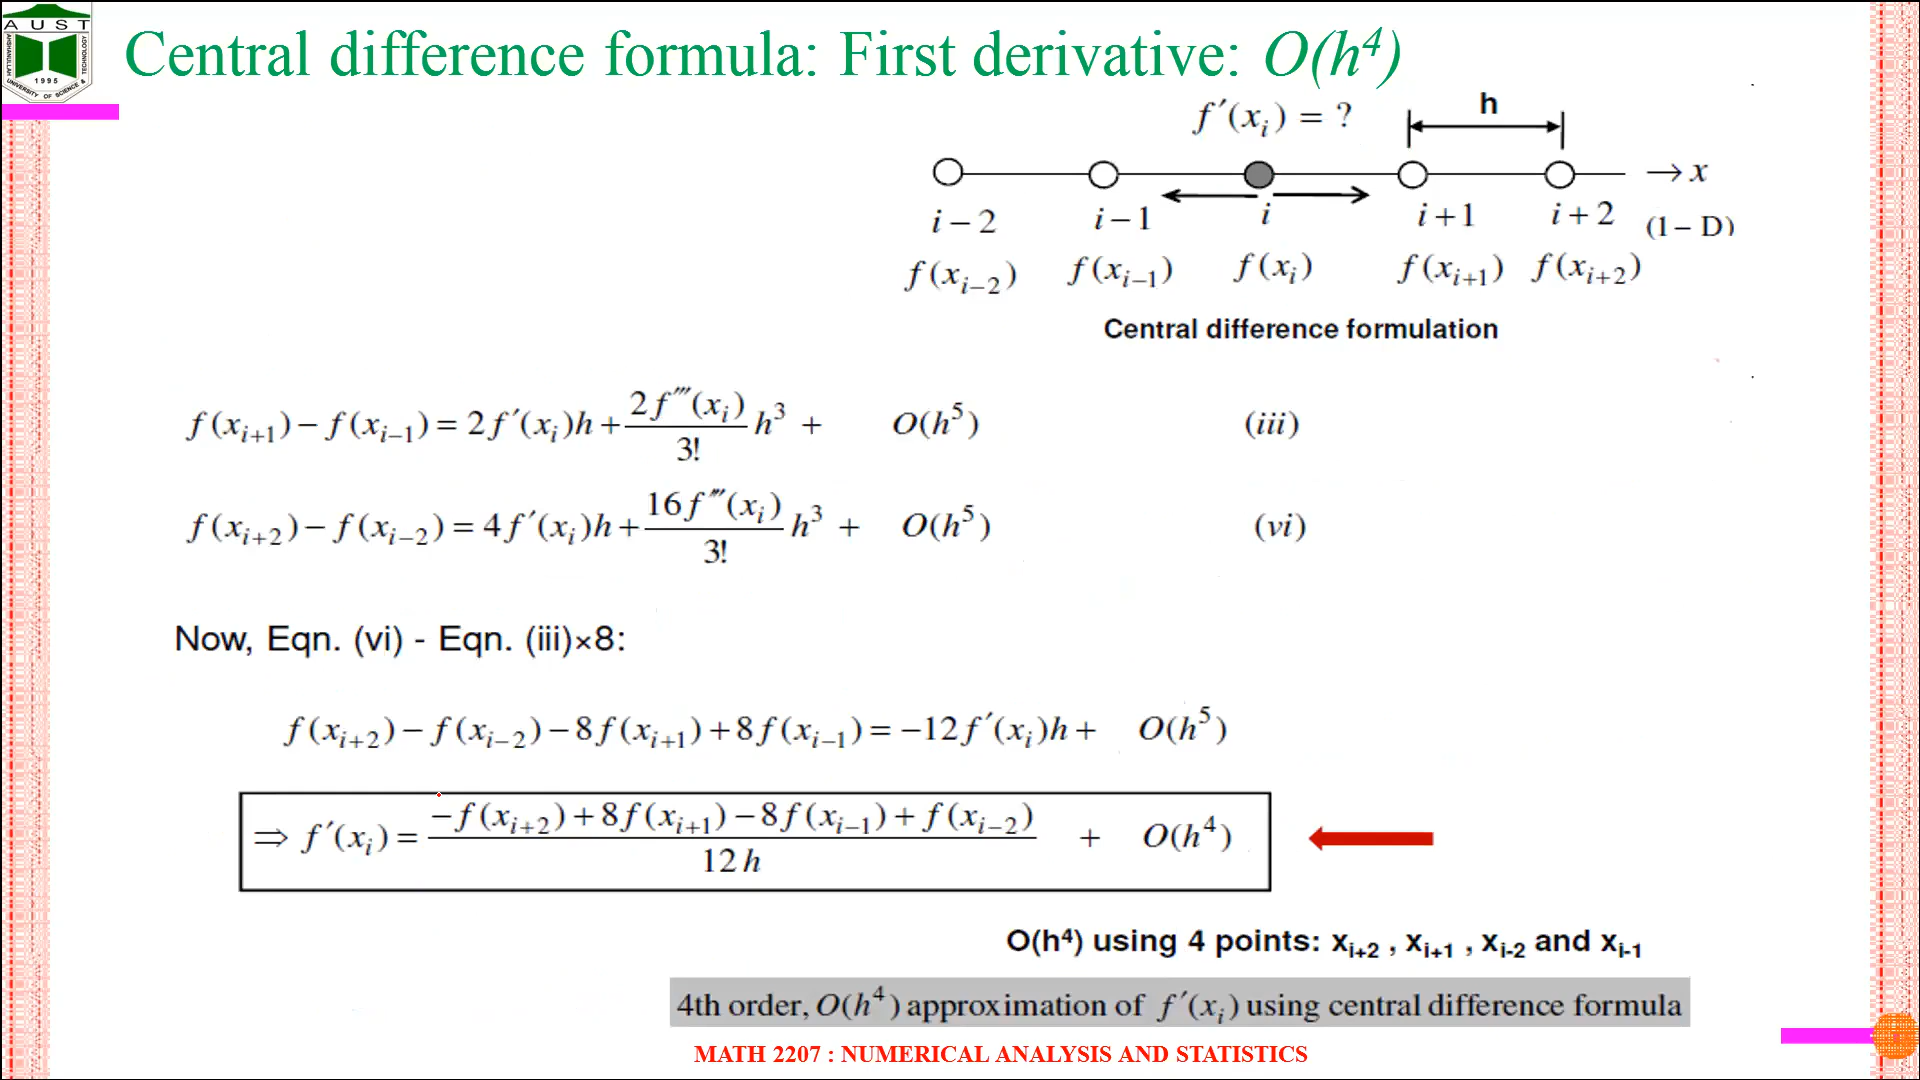 A U S T
AHSANULLAH UNIVERSITY OF SCIENCE & TECHNOLOGY
1995
Central difference formula: First derivative: O(h⁴)
f′(xᵢ) = ?
h
→ x
i − 2 i − 1 i i + 1 i + 2 (1 − D)
f(xᵢ₋₂) f(xᵢ₋₁) f(xᵢ) f(xᵢ₊₁) f(xᵢ₊₂)
Central difference formulation
f(xᵢ₊₁) − f(xᵢ₋₁) = 2f′(xᵢ)h + 2f‴(xᵢ)/3! h³ + O(h⁵) (iii)
f(xᵢ₊₂) − f(xᵢ₋₂) = 4f′(xᵢ)h + 16f‴(xᵢ)/3! h³ + O(h⁵) (vi)
Now, Eqn. (vi) - Eqn. (iii)×8:
f(xᵢ₊₂) − f(xᵢ₋₂) − 8f(xᵢ₊₁) + 8f(xᵢ₋₁) = −12f′(xᵢ)h + O(h⁵)
⇒ f′(xᵢ) = −f(xᵢ₊₂) + 8f(xᵢ₊₁) − 8f(xᵢ₋₁) + f(xᵢ₋₂) / 12h + O(h⁴)
O(h⁴) using 4 points: xᵢ₊₂ , xᵢ₊₁ , xᵢ₋₂ and xᵢ₋₁
4th order, O(h⁴) approximation of f′(xᵢ) using central difference formula
MATH 2207 : NUMERICAL ANALYSIS AND STATISTICS